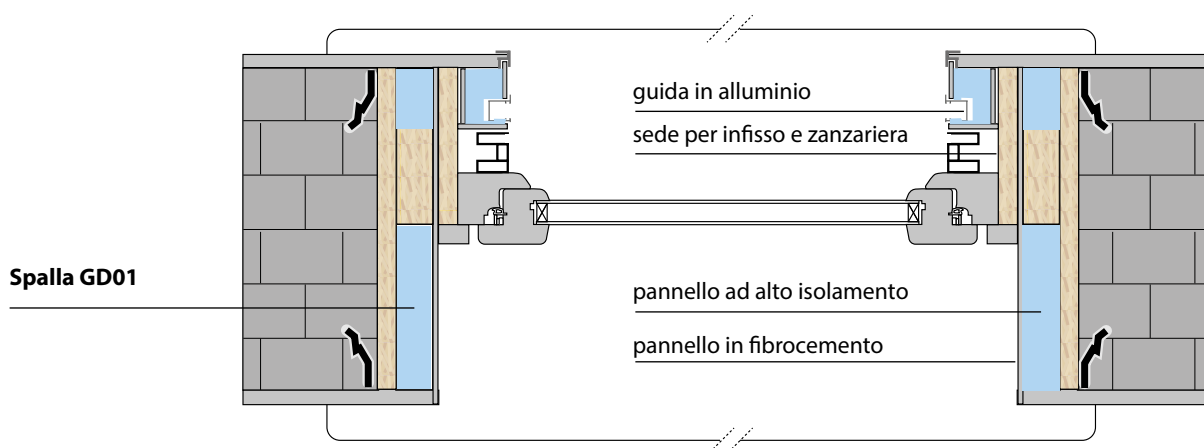 guida in alluminio
sede per infisso e zanzariera
Spalla GD01
pannello ad alto isolamento
pannello in fibrocemento